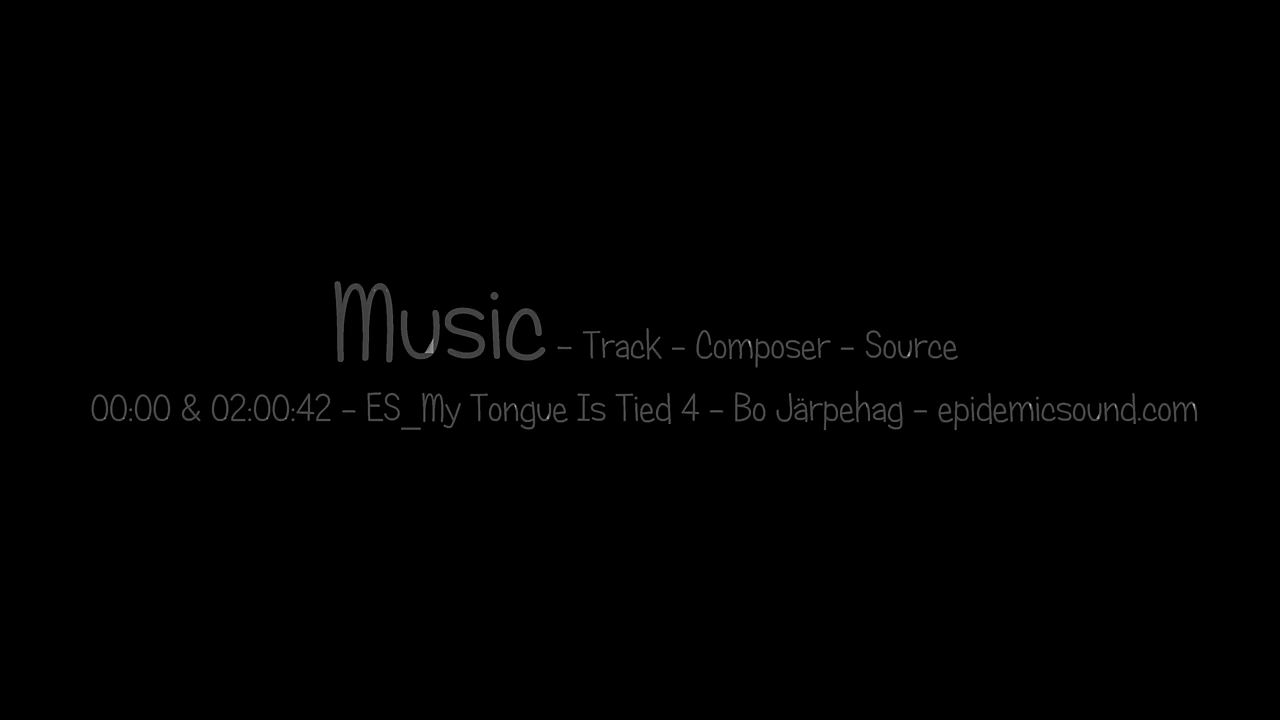 Music - Track - Composer - Source
00:00 & 02:00:42 - ES_My Tongue Is Tied 4 - Bo Järpehag - epidemicsound.com